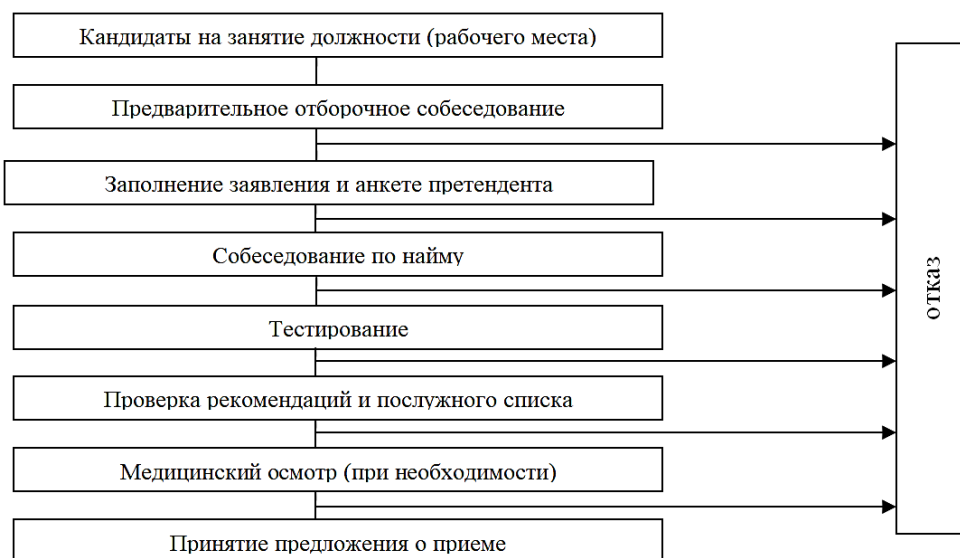 Кандидаты на занятие должности (рабочего места)
Предварительное отборочное собеседование
Заполнение заявления и анкете претендента
Собеседование по найму
Тестирование
Проверка рекомендаций и послужного списка
Медицинский осмотр (при необходимости)
Принятие предложения о приеме
отказ